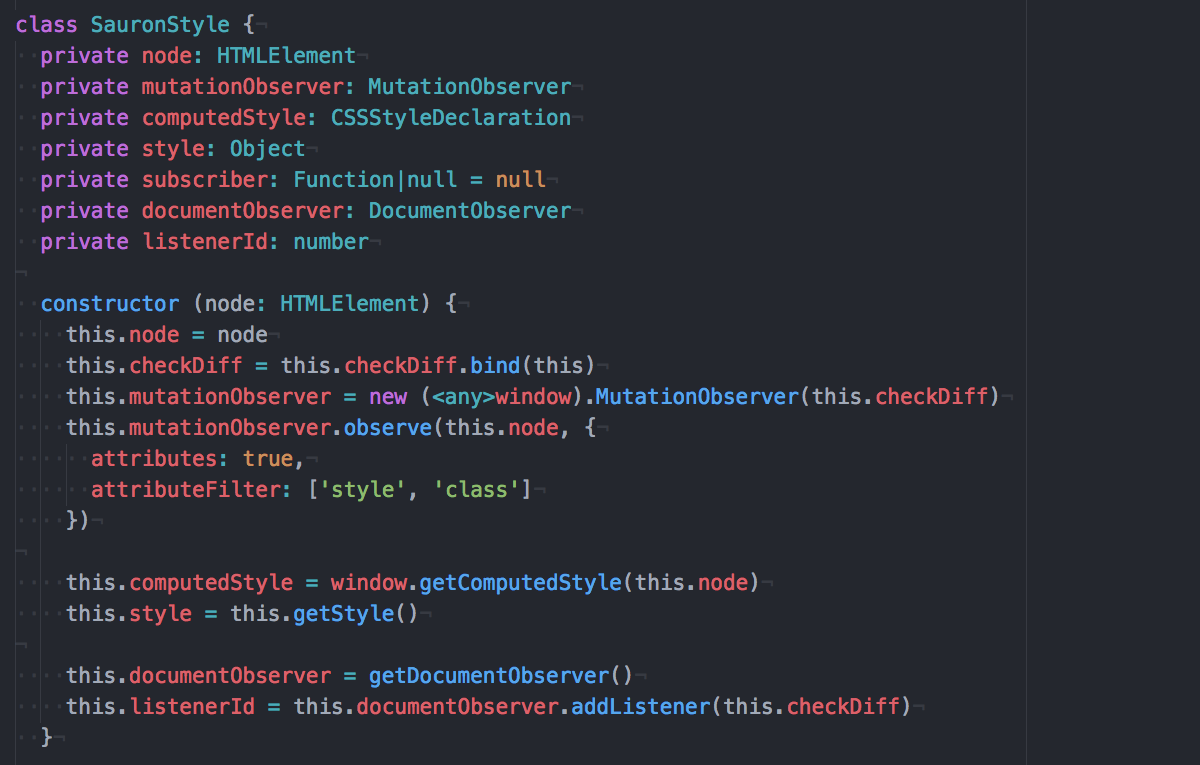 class SauronStyle {
  private node: HTMLElement
  private mutationObserver: MutationObserver
  private computedStyle: CSSStyleDeclaration
  private style: Object
  private subscriber: Function|null = null
  private documentObserver: DocumentObserver
  private listenerId: number

  constructor (node: HTMLElement) {
    this.node = node
    this.checkDiff = this.checkDiff.bind(this)
    this.mutationObserver = new (<any>window).MutationObserver(this.checkDiff)
    this.mutationObserver.observe(this.node, {
      attributes: true,
      attributeFilter: ['style', 'class']
    })

    this.computedStyle = window.getComputedStyle(this.node)
    this.style = this.getStyle()

    this.documentObserver = getDocumentObserver()
    this.listenerId = this.documentObserver.addListener(this.checkDiff)
  }